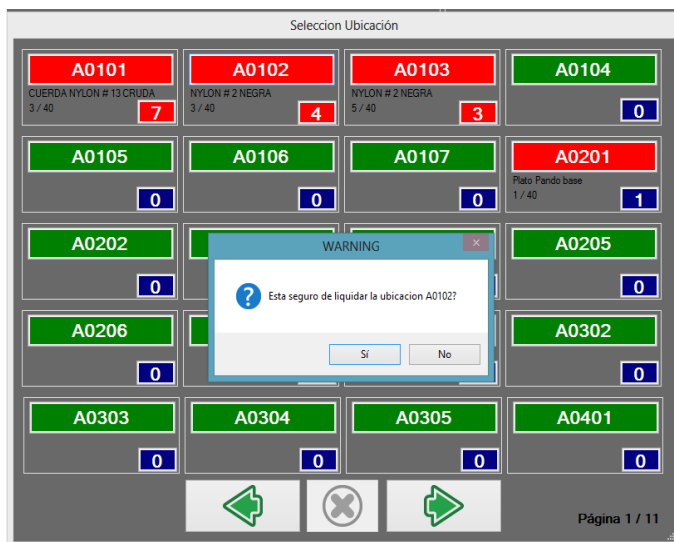 Seleccion Ubicación
A0101 A0102 A0103 A0104
CUERDA NYLON # 13 CRUDA NYLON # 2 NEGRA NYLON # 2 NEGRA
3 / 40 3 / 40 5 / 40
7 4 3 0
A0105 A0106 A0107 A0201
Plato Pando base
1 / 40
0 0 0 1
A0202 A0205
WARNING
0 0
Esta seguro de liquidar la ubicacion A0102?
A0206 A0302
Sí No
0 0
A0303 A0304 A0305 A0401
0 0 0 0
Página 1 / 11